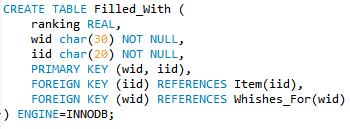 CREATE TABLE Filled_With (
    ranking REAL,
    wid char(30) NOT NULL,
    iid char(20) NOT NULL,
    PRIMARY KEY (wid, iid),
    FOREIGN KEY (iid) REFERENCES Item(iid),
    FOREIGN KEY (wid) REFERENCES Whishes_For(wid)
) ENGINE=INNODB;